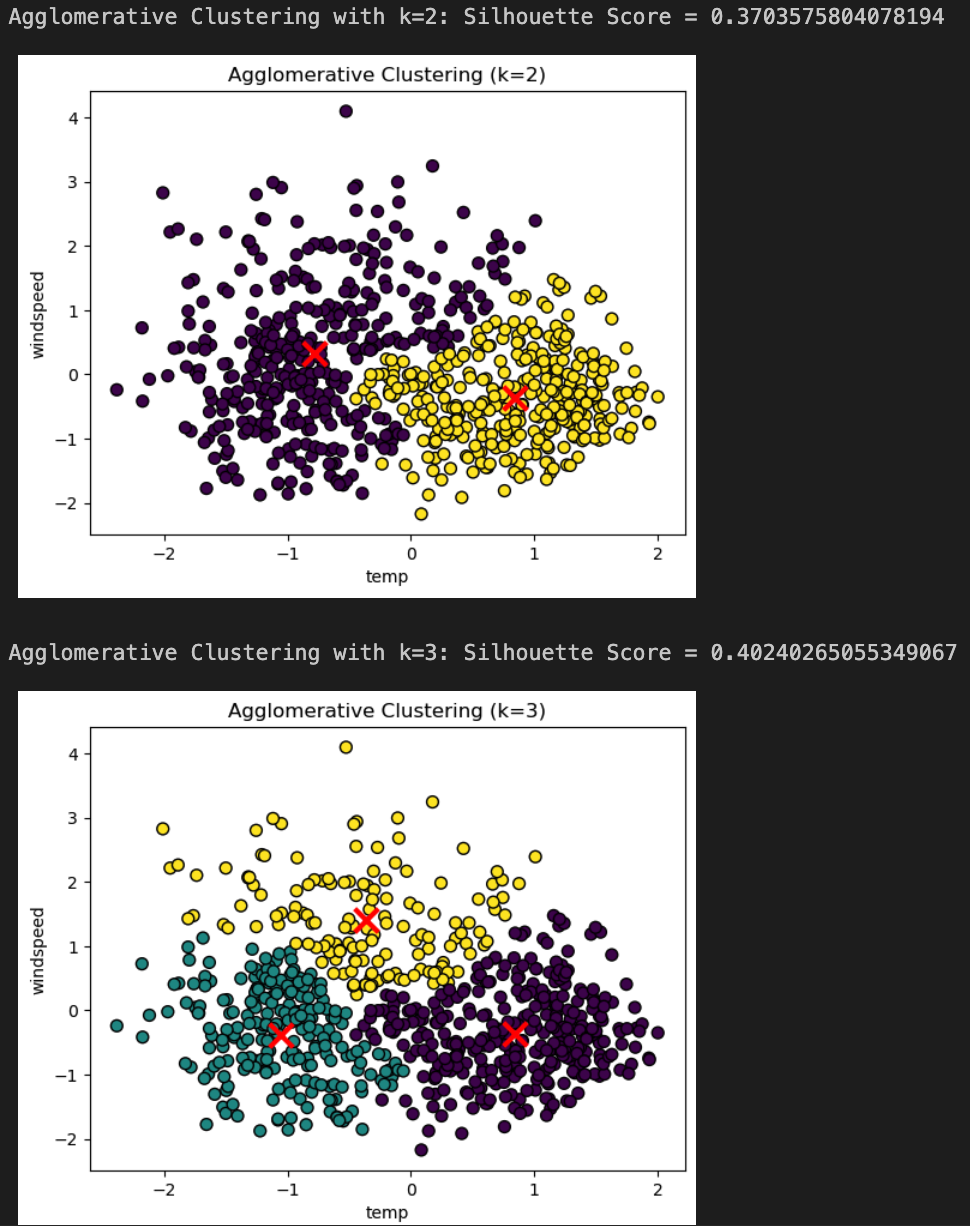 Agglomerative Clustering with k=2: Silhouette Score = 0.3703575804078194
Agglomerative Clustering (k=2)
4
3
2
1
0
−1
−2
windspeed
−2 −1 0 1 2
temp
Agglomerative Clustering with k=3: Silhouette Score = 0.40240265055349067
Agglomerative Clustering (k=3)
4
3
2
1
0
−1
−2
windspeed
−2 −1 0 1 2
temp